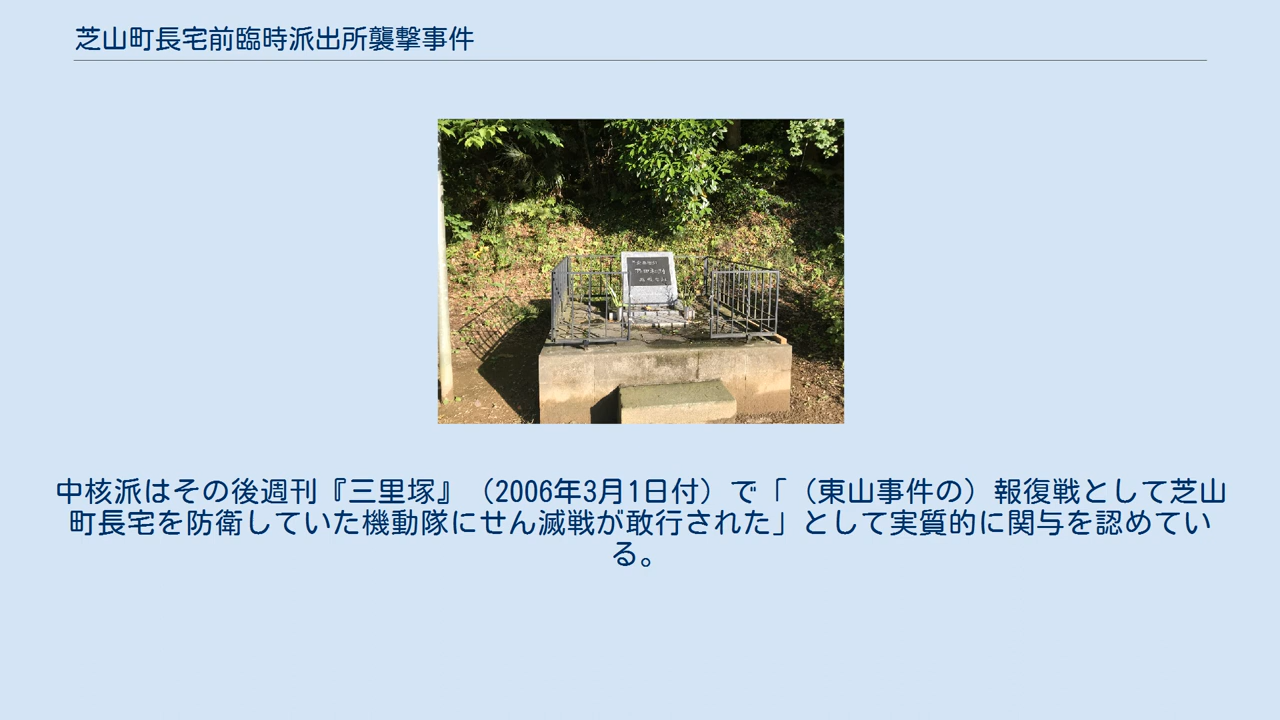 芝山町長宅前臨時派出所襲撃事件
中核派はその後週刊『三里塚』（2006年3月1日付）で「（東山事件の）報復戦として芝山
町長宅を防衛していた機動隊にせん滅戦が敢行された」として実質的に関与を認めてい
る。